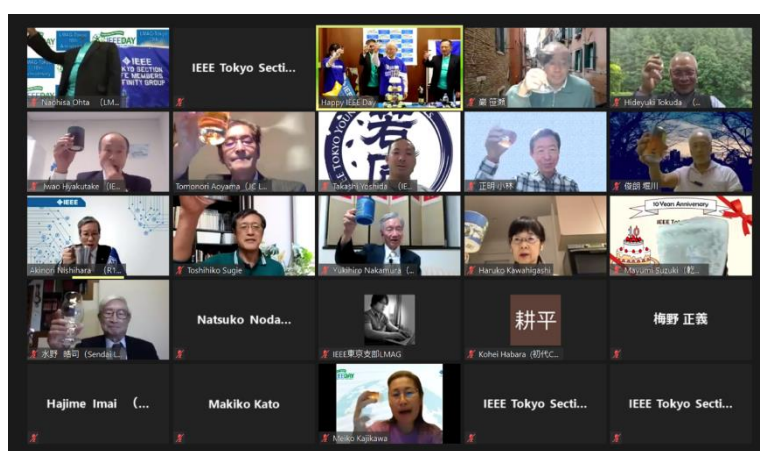 Naohisa Ohta (LM...
IEEE Tokyo Secti...
Happy IEEE Day
Hideyuki Tokuda (...
Iwao Hyakutake (IE...
Tomonori Aoyama (JC L...
Takashi Yoshida (IE...
正明 小林
俊朗 堀川
IEEE
Akinori Nishihara (R1...
Toshihiko Sugie
Yukihiro Nakamura (...
Haruko Kawahigashi
10 Years Anniversary
Mayumi Suzuki
水野 皓司 (Sendai L...
Natsuko Noda...
IEEE東京支部LMAG
耕平
Kohei Habara (初代C...
梅野 正義
Hajime Imai (...
Makiko Kato
Meiko Kajikawa
IEEE Tokyo Secti...
IEEE Tokyo Secti...